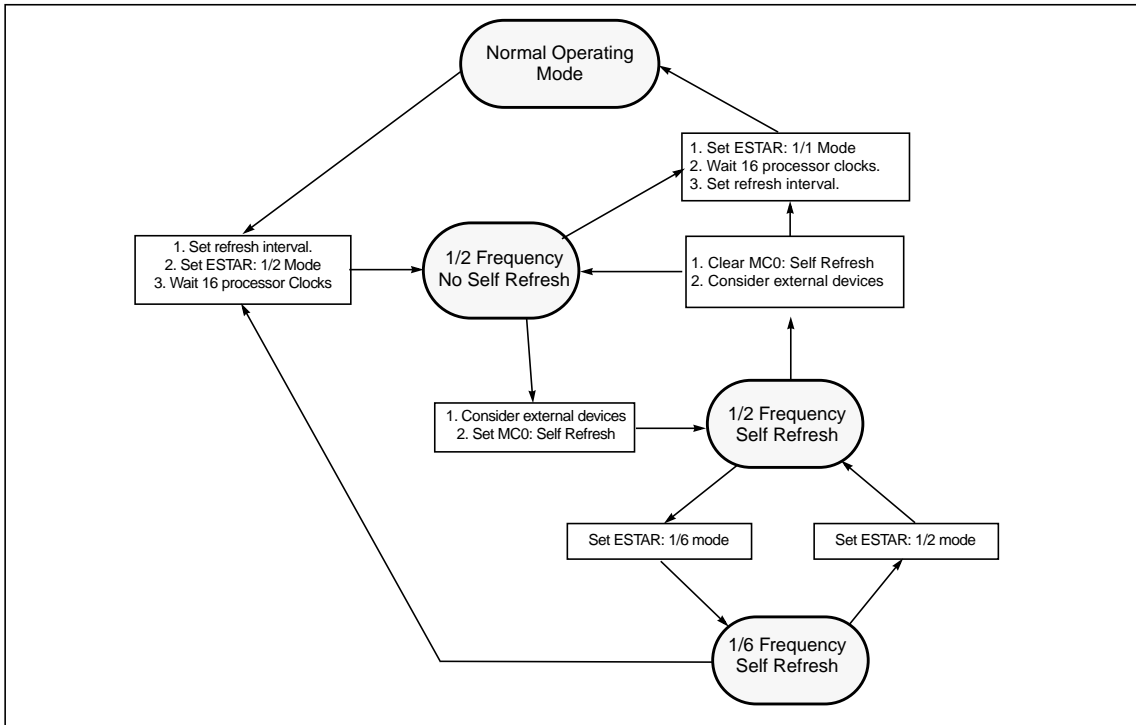 Normal Operating
Mode
1. Set ESTAR: 1/1 Mode
2. Wait 16 processor clocks.
3. Set refresh interval.
1. Set refresh interval.
2. Set ESTAR: 1/2 Mode
3. Wait 16 processor Clocks
1/2 Frequency
No Self Refresh
1. Clear MC0: Self Refresh
2. Consider external devices
1. Consider external devices
2. Set MC0: Self Refresh
1/2 Frequency
Self Refresh
Set ESTAR: 1/6 mode
Set ESTAR: 1/2 mode
1/6 Frequency
Self Refresh